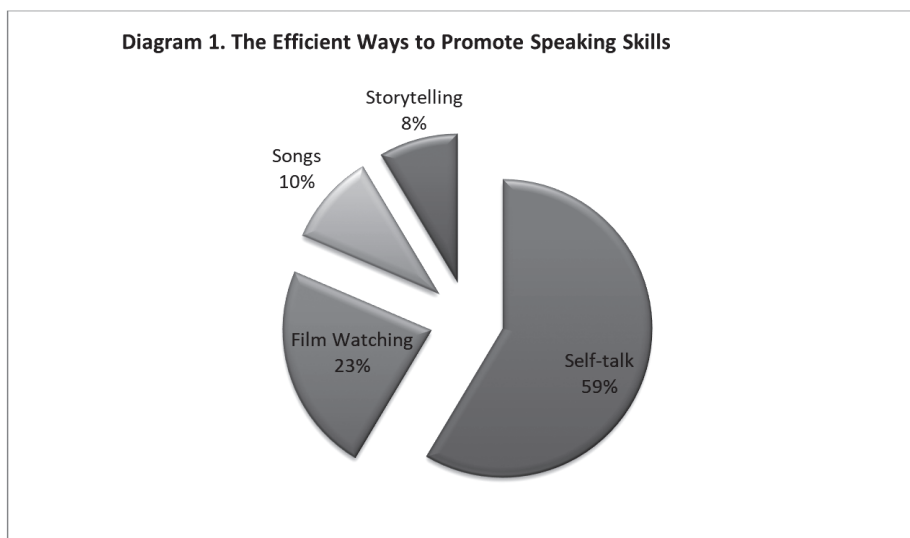 Diagram 1. The Efficient Ways to Promote Speaking Skills
Storytelling
8%
Songs
10%
Film Watching
23%
Self-talk
59%